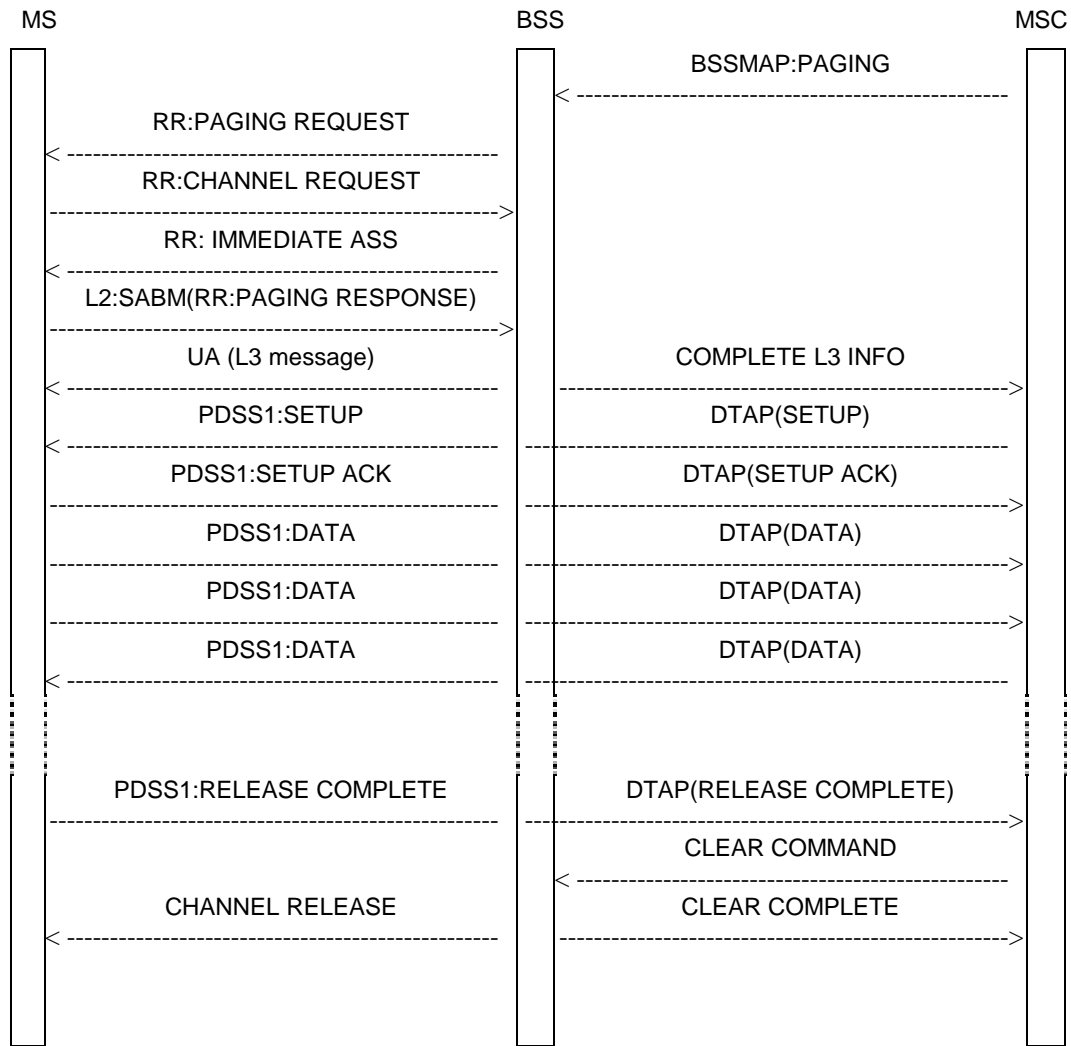 MS BSS MSC
BSSMAP:PAGING
RR:PAGING REQUEST
RR:CHANNEL REQUEST
RR: IMMEDIATE ASS
L2:SABM(RR:PAGING RESPONSE)
UA (L3 message) COMPLETE L3 INFO
PDSS1:SETUP DTAP(SETUP)
PDSS1:SETUP ACK DTAP(SETUP ACK)
PDSS1:DATA DTAP(DATA)
PDSS1:DATA DTAP(DATA)
PDSS1:DATA DTAP(DATA)
PDSS1:RELEASE COMPLETE DTAP(RELEASE COMPLETE)
CLEAR COMMAND
CHANNEL RELEASE CLEAR COMPLETE